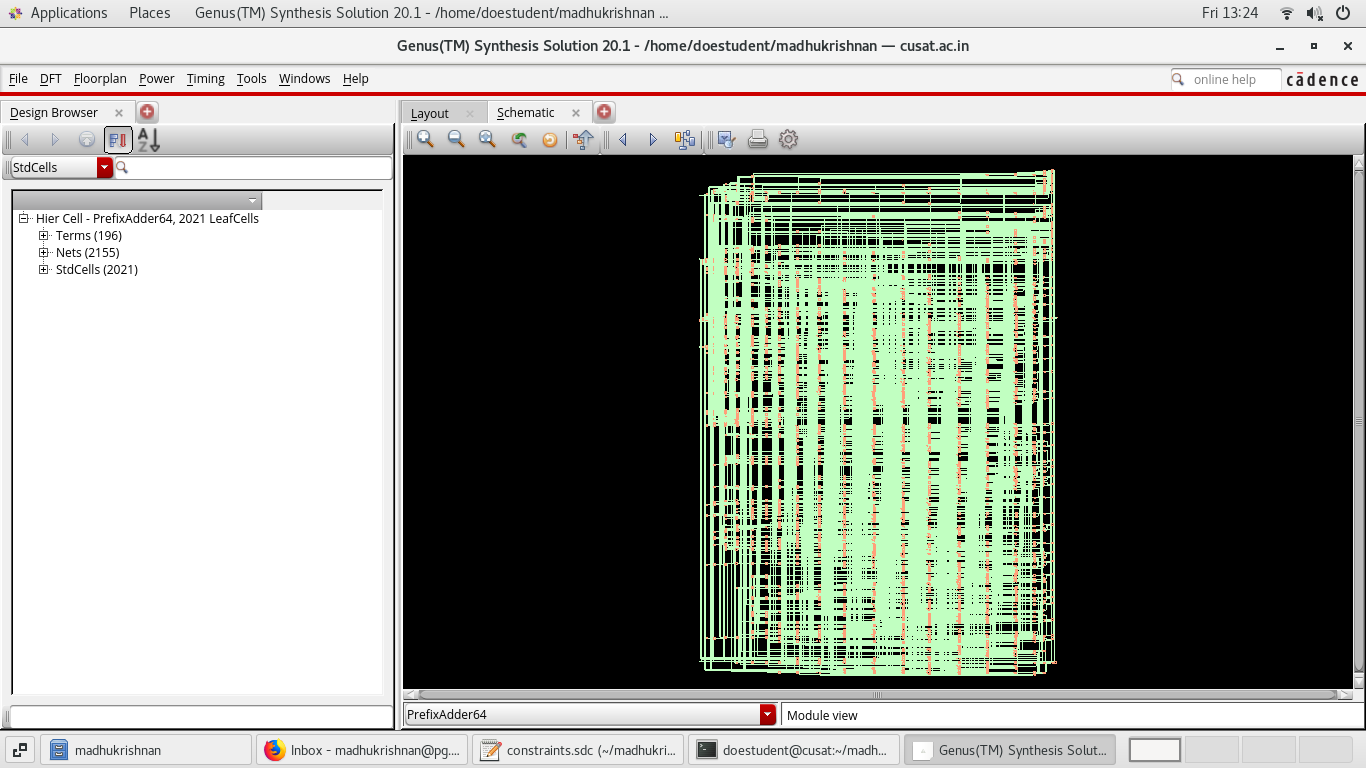 Applications Places Genus(TM) Synthesis Solution 20.1 - /home/doestudent/madhukrishnan ... Fri 13:24
Genus(TM) Synthesis Solution 20.1 - /home/doestudent/madhukrishnan — cusat.ac.in
File DFT Floorplan Power Timing Tools Windows Help online help cādence
Design Browser Layout Schematic
StdCells
Hier Cell - PrefixAdder64, 2021 LeafCells
Terms (196)
Nets (2155)
StdCells (2021)
PrefixAdder64 Module view
madhukrishnan Inbox - madhukrishnan@pg.... constraints.sdc (~/madhukri... doestudent@cusat:~/madh... Genus(TM) Synthesis Solut...